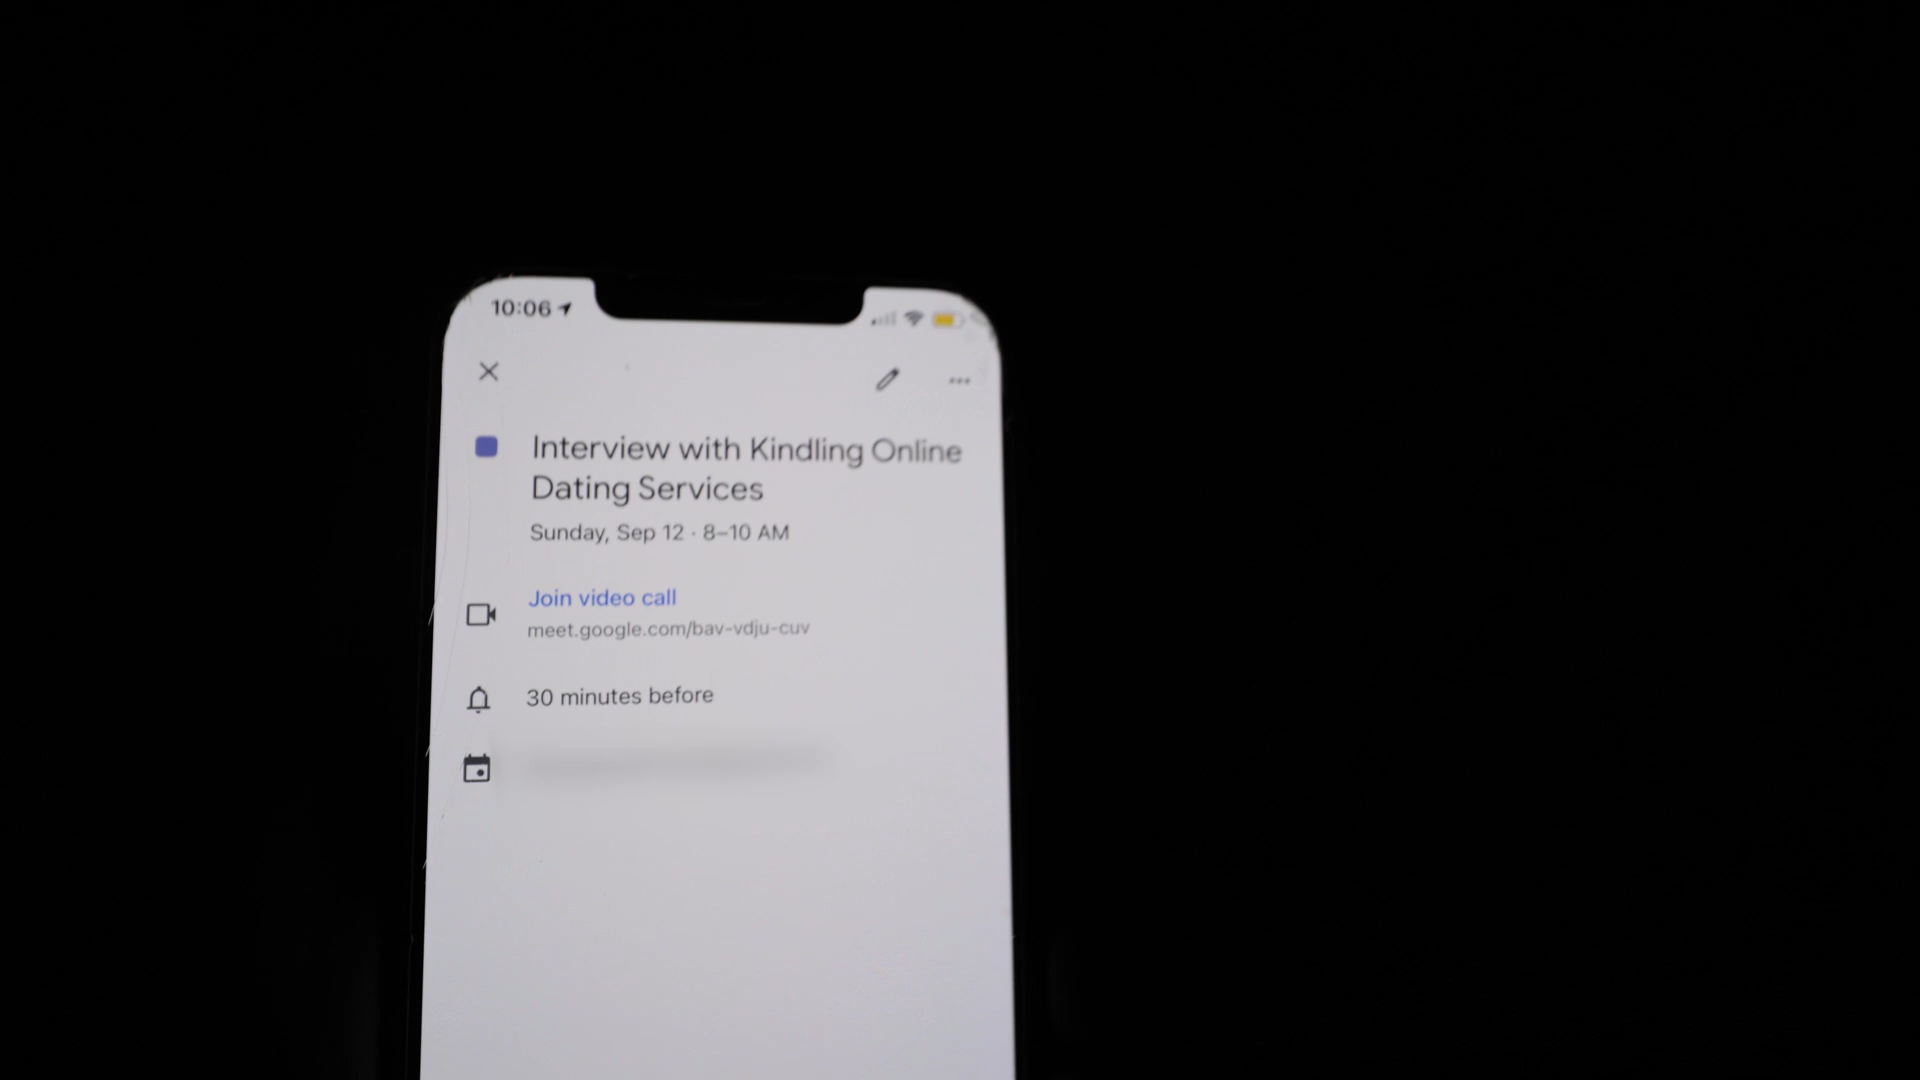 10:06
Interview with Kindling Online
Dating Services
Sunday, Sep 12 · 8–10 AM
Join video call
meet.google.com/bav-vdju-cuv
30 minutes before